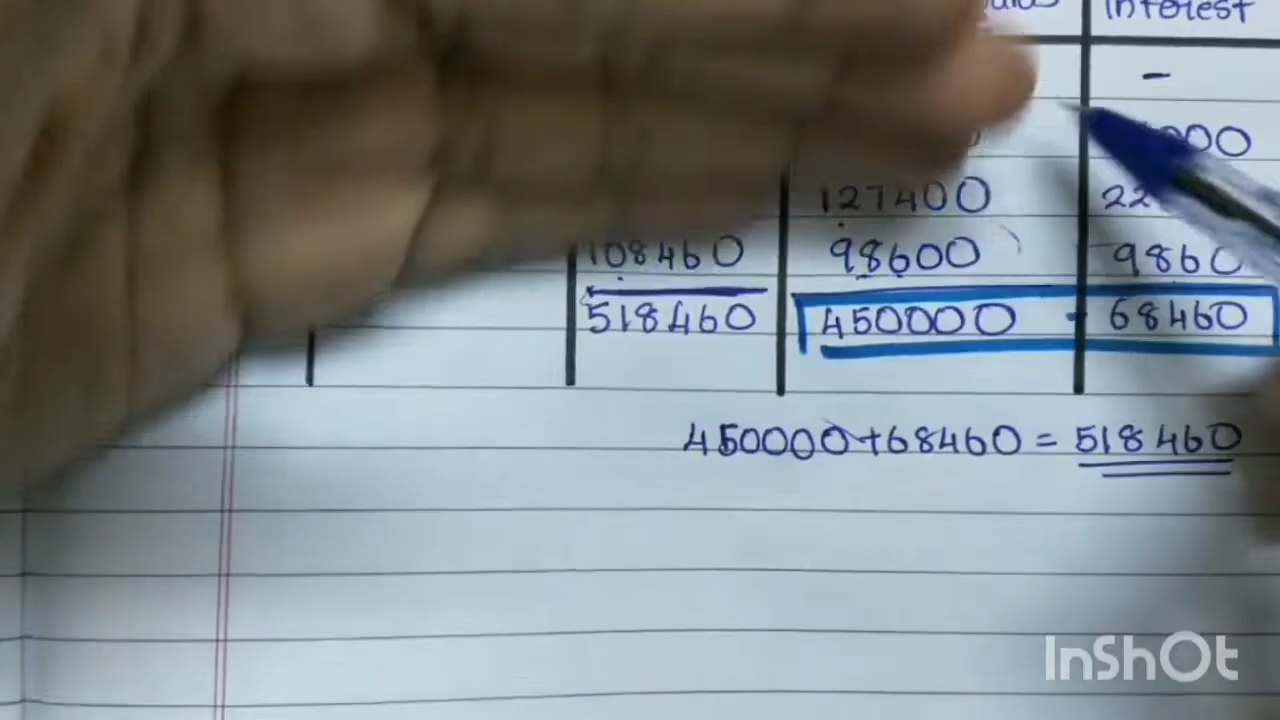 Interest
-
127400
108460 98600 9860
518460 450000 - 68460
450000+68460 = 518460
InShOt